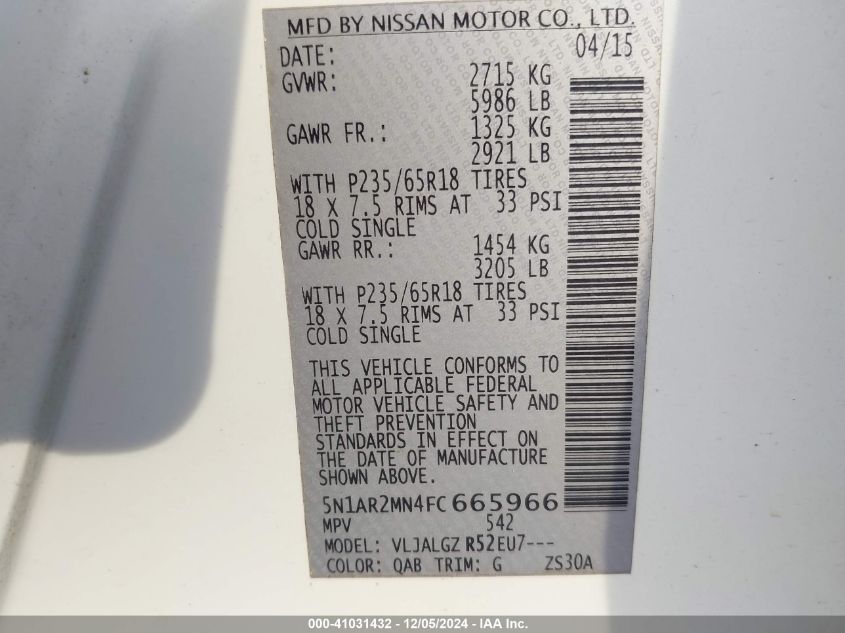 MFD BY NISSAN MOTOR CO., LTD.
DATE: 04/15
GVWR: 2715 KG
5986 LB
GAWR FR.: 1325 KG
2921 LB
WITH P235/65R18 TIRES
18 X 7.5 RIMS AT 33 PSI
COLD SINGLE
GAWR RR.: 1454 KG
3205 LB
WITH P235/65R18 TIRES
18 X 7.5 RIMS AT 33 PSI
COLD SINGLE
THIS VEHICLE CONFORMS TO
ALL APPLICABLE FEDERAL
MOTOR VEHICLE SAFETY AND
THEFT PREVENTION
STANDARDS IN EFFECT ON
THE DATE OF MANUFACTURE
SHOWN ABOVE.
5N1AR2MN4FC665966
MPV 542
MODEL: VLJALGZ R52EU7---
COLOR: QAB TRIM: G ZS30A
000-41031432 - 12/05/2024 - IAA Inc.